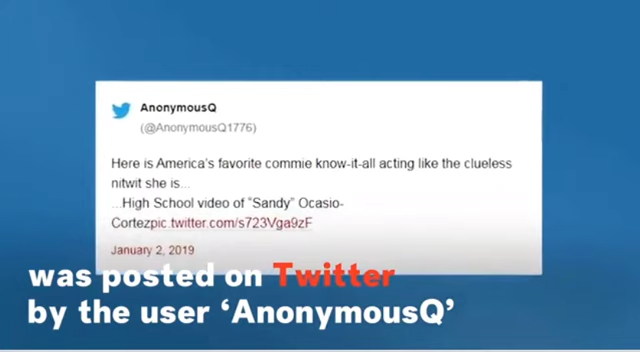 AnonymousQ
(@AnonymousQ1776)
Here is America's favorite commie know-it-all acting like the clueless
nitwit she is...
...High School video of "Sandy" Ocasio-
Cortezpic.twitter.com/s723Vga9zF
January 2, 2019
was posted on Twitter
by the user ‘AnonymousQ’